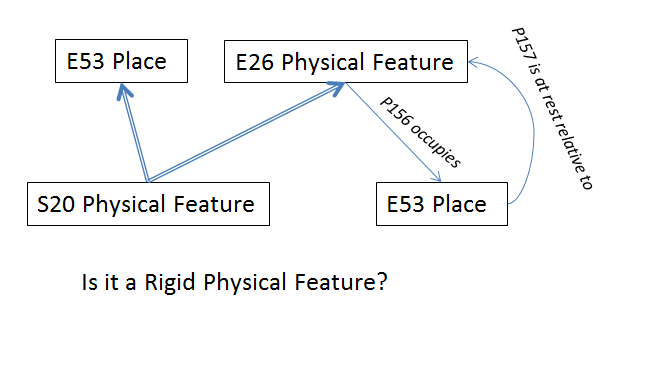 E53 Place
E26 Physical Feature
P157 is at rest relative to
P156 occupies
S20 Physical Feature
E53 Place
Is it a Rigid Physical Feature?